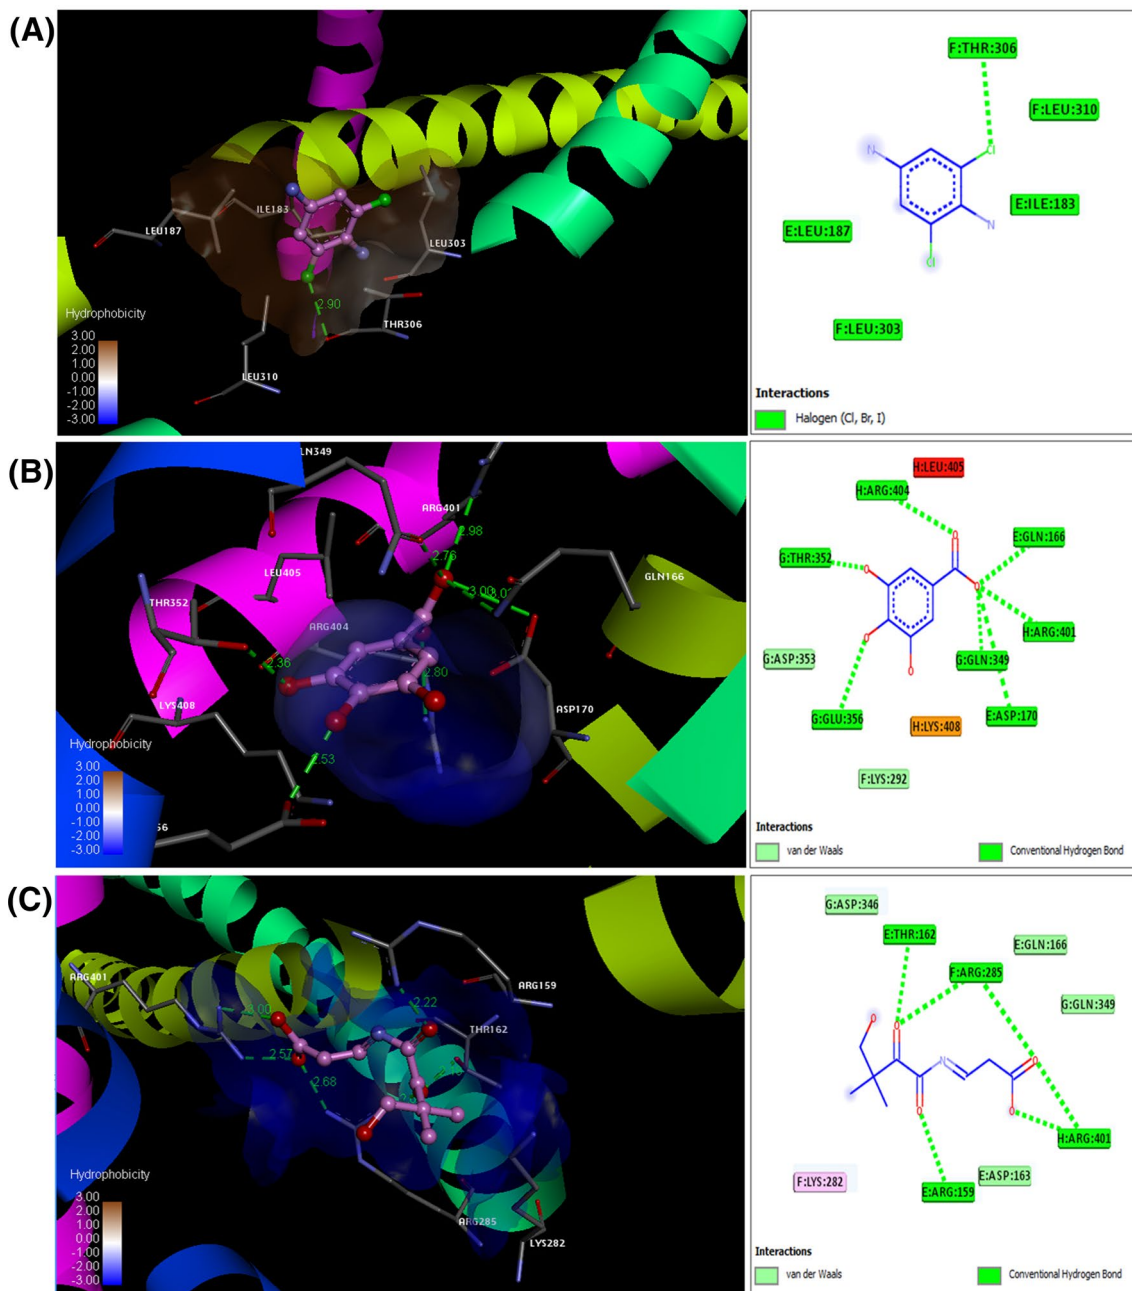 (A)
ILE183
LEU187
LEU303
2.90
THR306
LEU310
Hydrophobicity
3.00
2.00
1.00
0.00
-1.00
-2.00
-3.00
F:THR:306
F:LEU:310
Cl
N
E:ILE:183
E:LEU:187
N
Cl
F:LEU:303
Interactions
Halogen (Cl, Br, I)
(B)
LN349
ARG401
2.98
2.76
LEU405
GLN166
3.00
THR352
ARG404
2.36
2.80
LYS408
ASP170
2.53
56
Hydrophobicity
3.00
2.00
1.00
0.00
-1.00
-2.00
-3.00
H:LEU:405
H:ARG:404
E:GLN:166
G:THR:352
O
O
O
H:ARG:401
O
G:ASP:353
G:GLN:349
O
G:GLU:356
H:LYS:408
E:ASP:170
F:LYS:292
Interactions
van der Waals
Conventional Hydrogen Bond
(C)
ARG401
ARG159
2.22
3.00
THR162
2.57
2.68
ARG285
LYS282
Hydrophobicity
3.00
2.00
1.00
0.00
-1.00
-2.00
-3.00
G:ASP:346
E:THR:162
E:GLN:166
F:ARG:285
G:GLN:349
O
O
N
O
O
O
H:ARG:401
F:LYS:282
E:ASP:163
E:ARG:159
Interactions
van der Waals
Conventional Hydrogen Bond